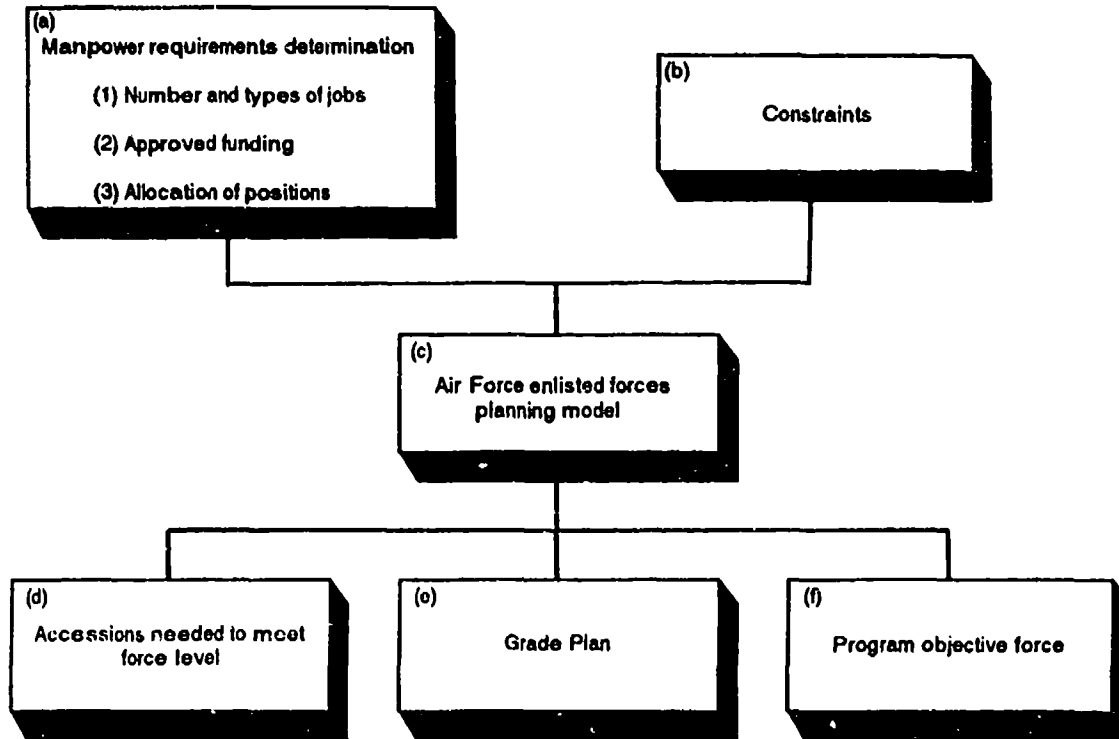 (a)
Manpower requirements determination
(1) Number and types of jobs
(2) Approved funding
(3) Allocation of positions
(b)
Constraints
(c)
Air Force enlisted forces
planning model
(d)
Accessions needed to meet
force level
(e)
Grade Plan
(f)
Program objective force